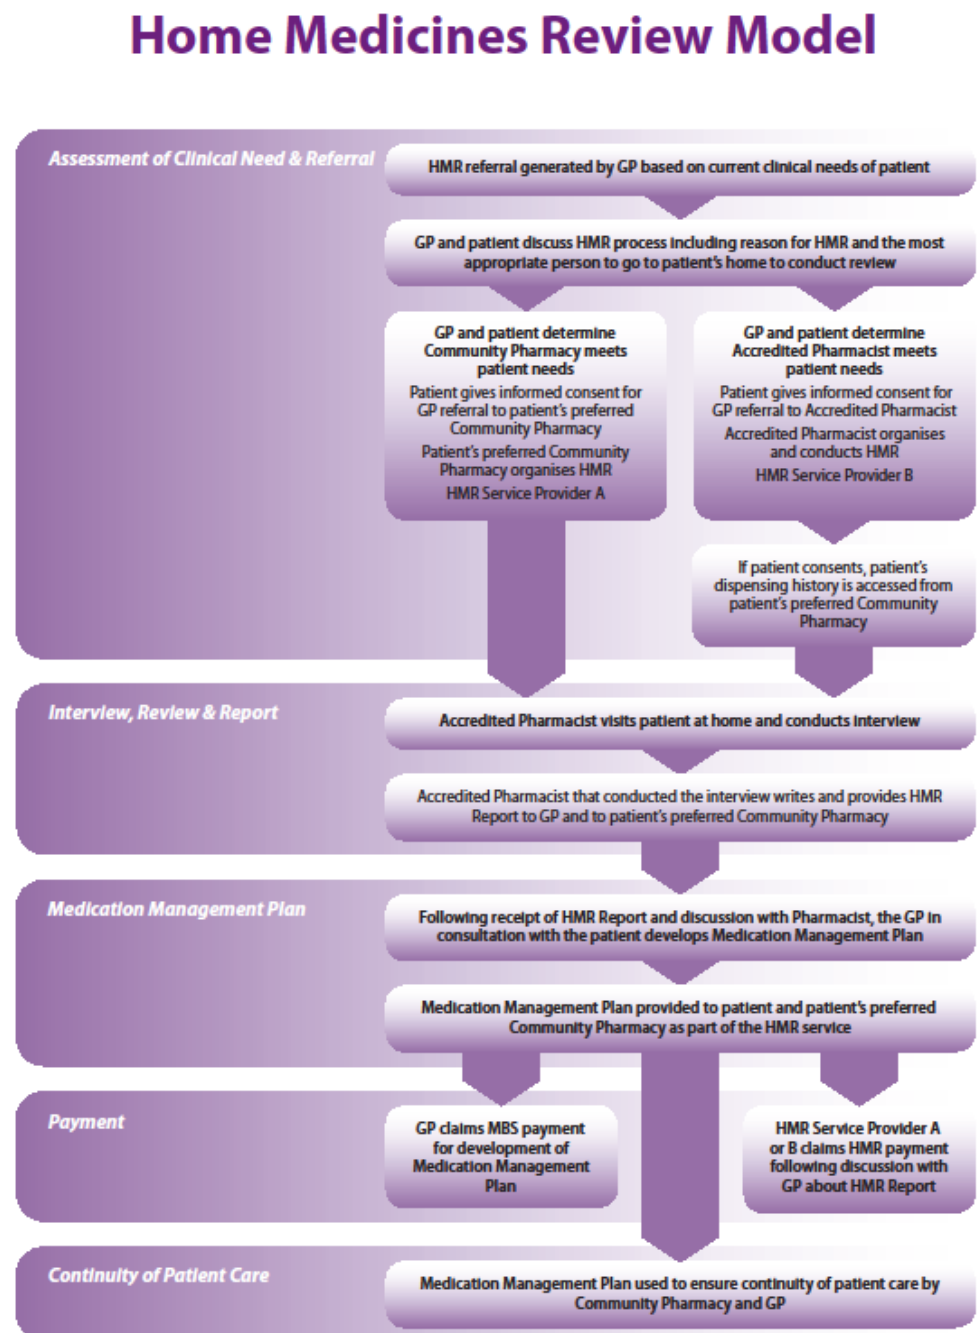 Home Medicines Review Model
Assessment of Clinical Need & Referral
HMR referral generated by GP based on current clinical needs of patient
GP and patient discuss HMR process including reason for HMR and the most
appropriate person to go to patient's home to conduct review
GP and patient determine
Community Pharmacy meets
patient needs
Patient gives informed consent for
GP referral to patient's preferred
Community Pharmacy
Patient's preferred Community
Pharmacy organises HMR
HMR Service Provider A
GP and patient determine
Accredited Pharmacist meets
patient needs
Patient gives informed consent for
GP referral to Accredited Pharmacist
Accredited Pharmacist organises
and conducts HMR
HMR Service Provider B
If patient consents, patient's
dispensing history is accessed from
patient's preferred Community
Pharmacy
Interview, Review & Report
Accredited Pharmacist visits patient at home and conducts interview
Accredited Pharmacist that conducted the interview writes and provides HMR
Report to GP and to patient's preferred Community Pharmacy
Medication Management Plan
Following receipt of HMR Report and discussion with Pharmacist, the GP in
consultation with the patient develops Medication Management Plan
Medication Management Plan provided to patient and patient's preferred
Community Pharmacy as part of the HMR service
Payment
GP claims MBS payment
for development of
Medication Management
Plan
HMR Service Provider A
or B claims HMR payment
following discussion with
GP about HMR Report
Continuity of Patient Care
Medication Management Plan used to ensure continuity of patient care by
Community Pharmacy and GP